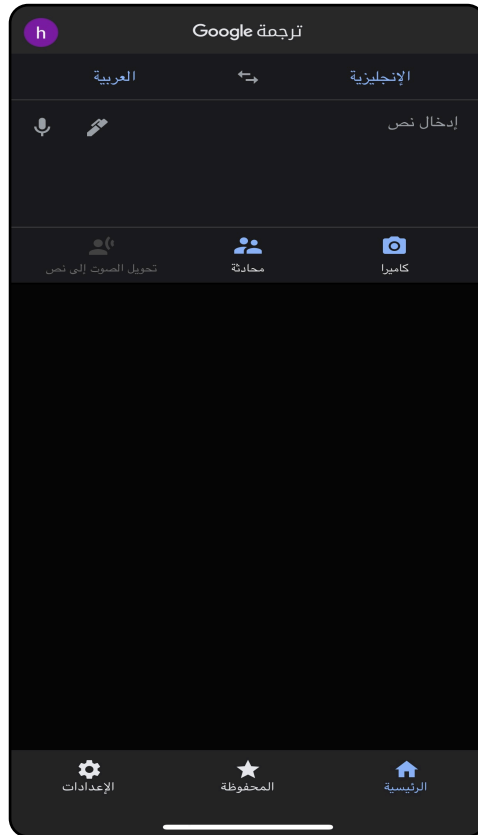 ترجمة Google
h
الإنجليزية
العربية
إدخال نص
كاميرا
محادثة
تحويل الصوت إلى نص
الرئيسية
المحفوظة
الإعدادات